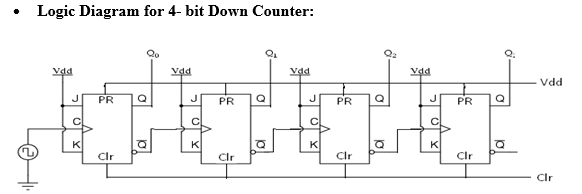 • Logic Diagram for 4- bit Down Counter:
Q₀ Q₁ Q₂ Q:
Vdd Vdd Vdd Vdd
Vdd
J PR Q J PR Q J PR Q J PR Q
C C C C
K Clr Q̅ K Clr Q̅ K Clr Q̅ K Clr Q̅
Clr